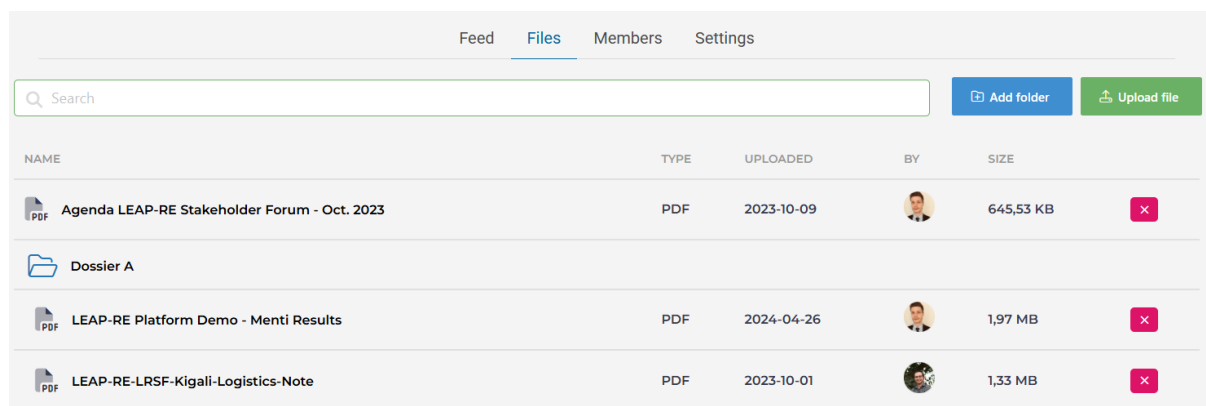 Feed Files Members Settings
Search Add folder Upload file
NAME TYPE UPLOADED BY SIZE
PDF Agenda LEAP-RE Stakeholder Forum - Oct. 2023 PDF 2023-10-09 645,53 KB
Dossier A
PDF LEAP-RE Platform Demo - Menti Results PDF 2024-04-26 1,97 MB
PDF LEAP-RE-LRSF-Kigali-Logistics-Note PDF 2023-10-01 1,33 MB